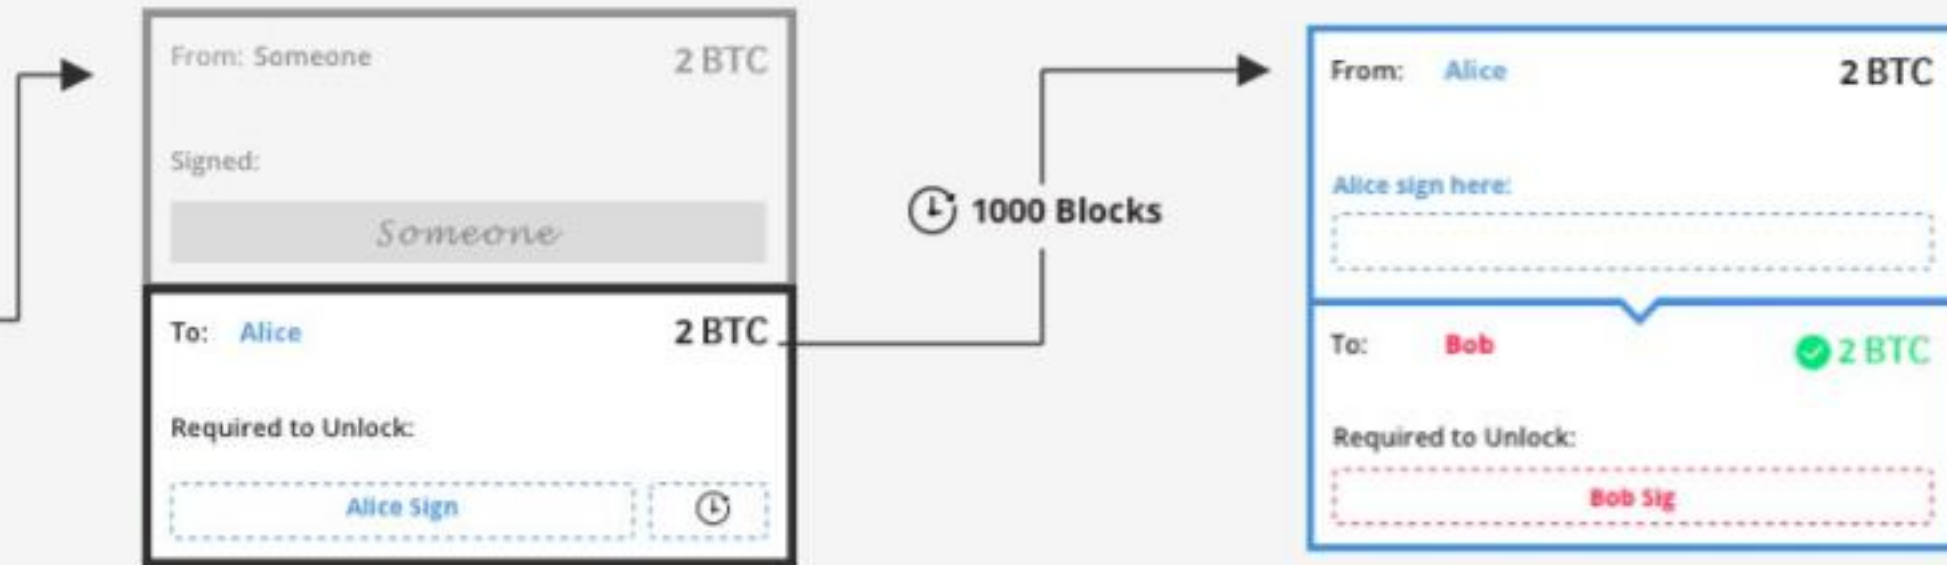 From: Someone 2 BTC
Signed:
Someone
To: Alice 2 BTC
Required to Unlock:
Alice Sign
1000 Blocks
From: Alice 2 BTC
Alice sign here:
To: Bob 2 BTC
Required to Unlock:
Bob Sig